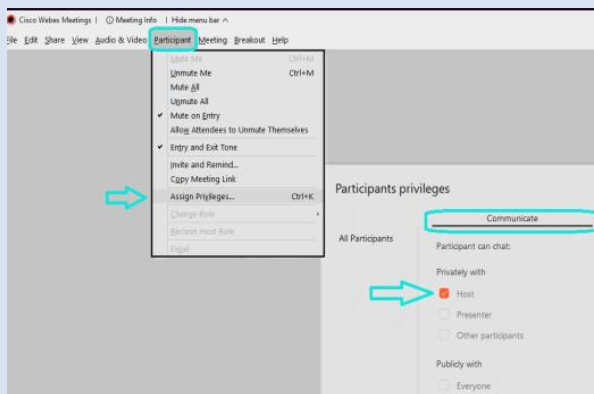 Cisco Webex Meetings | Meeting Info | Hide menu bar
File Edit Share View Audio & Video Participant Meeting Breakout Help
Mute Me Ctrl+M
Unmute Me Ctrl+M
Mute All
Unmute All
Mute on Entry
Allow Attendees to Unmute Themselves
Entry and Exit Tone
Invite and Remind...
Copy Meeting Link
Assign Privileges... Ctrl+K
Change Role
Reclaim Host Role
Expel
Participants privileges
Communicate
All Participants
Participant can chat:
Privately with
Host
Presenter
Other participants
Publicly with
Everyone